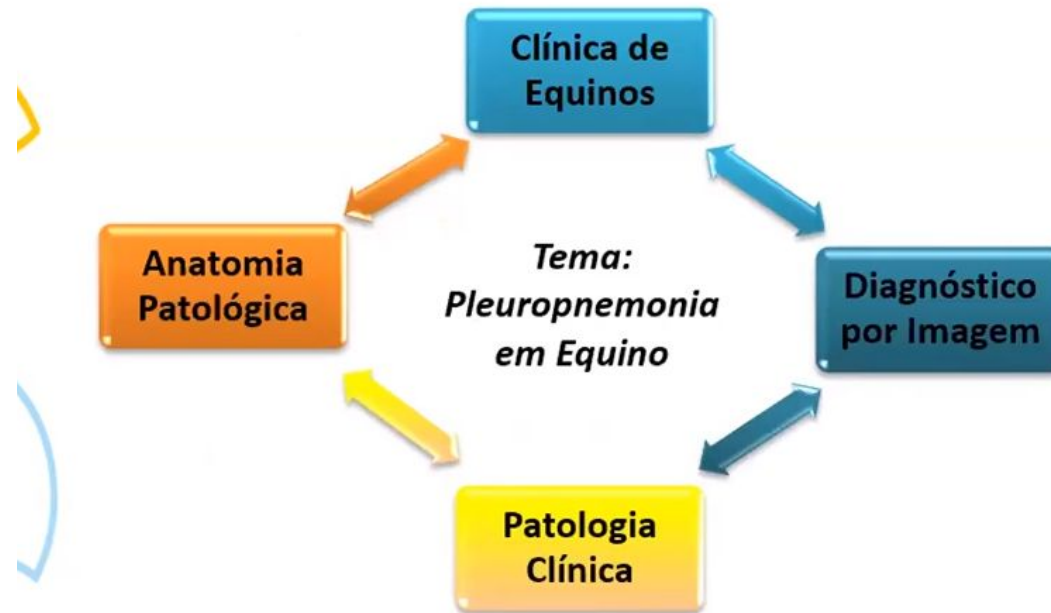 Clínica de
Equinos
Anatomia
Patológica
Tema:
Pleuropnemonia
em Equino
Diagnóstico
por Imagem
Patologia
Clínica